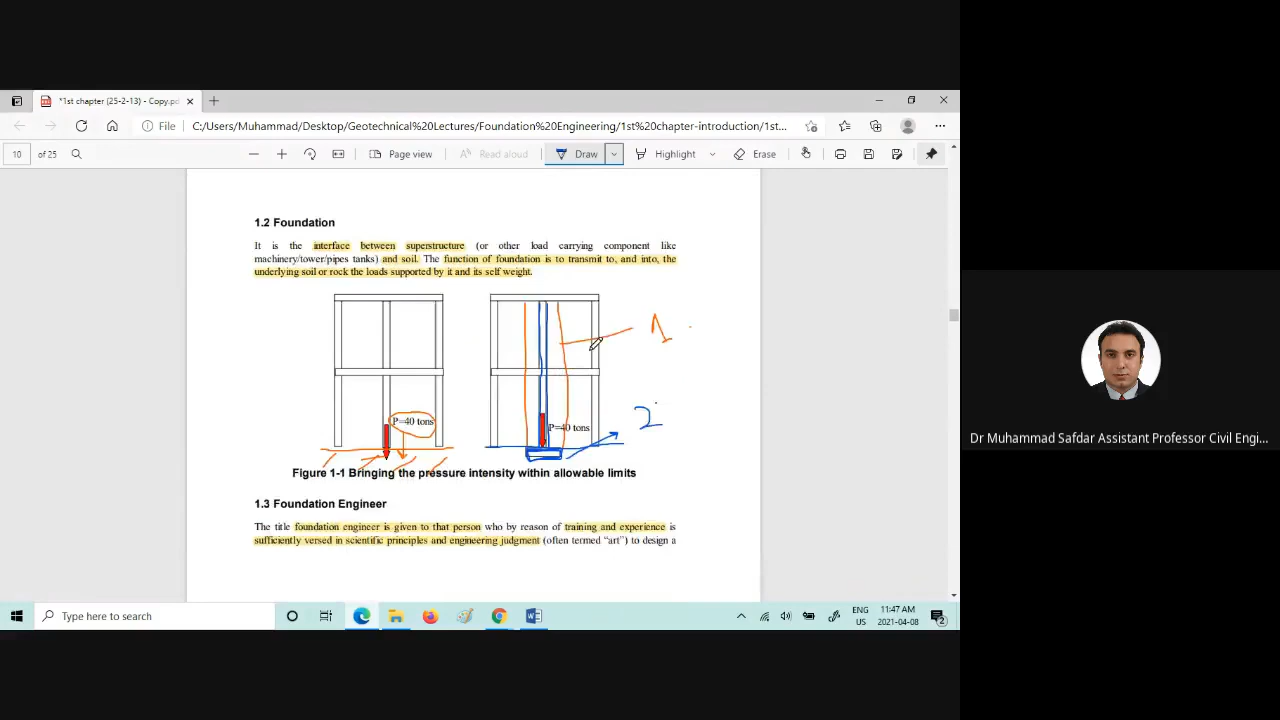 *1st chapter (25-2-13) - Copy.pd
File
C:/Users/Muhammad/Desktop/Geotechnical%20Lectures/Foundation%20Engineering/1st%20chapter-introduction/1st...
10 of 25
Page view
Read aloud
Draw
Highlight
Erase
1.2 Foundation
It is the interface between superstructure (or other load carrying component like
machinery/tower/pipes tanks) and soil. The function of foundation is to transmit to, and into, the
underlying soil or rock the loads supported by it and its self weight.
1
P=40 tons
P=40 tons
2
Figure 1-1 Bringing the pressure intensity within allowable limits
1.3 Foundation Engineer
The title foundation engineer is given to that person who by reason of training and experience is
sufficiently versed in scientific principles and engineering judgment (often termed “art”) to design a
Dr Muhammad Safdar Assistant Professor Civil Engi...
Type here to search
ENG
US
11:47 AM
2021-04-08
2